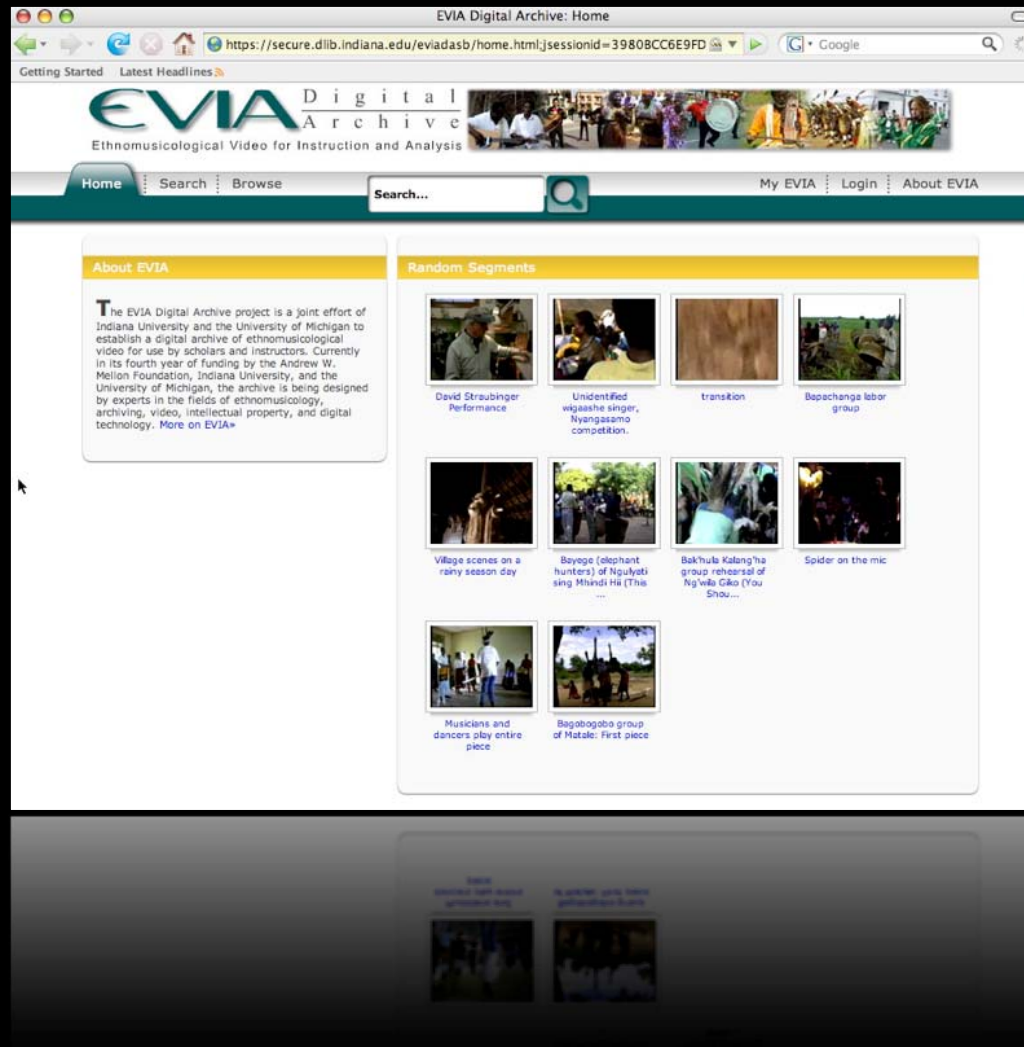 EVIA Digital Archive: Home
https://secure.dlib.indiana.edu/eviadasb/home.html;jsessionid=3980BCC6E9FD
Google
Getting Started Latest Headlines
EVIA Digital
Archive
Ethnomusicological Video for Instruction and Analysis
Home Search Browse Search... My EVIA Login About EVIA
About EVIA
The EVIA Digital Archive project is a joint effort of
Indiana University and the University of Michigan to
establish a digital archive of ethnomusicological
video for use by scholars and instructors. Currently
in its fourth year of funding by the Andrew W.
Mellon Foundation, Indiana University, and the
University of Michigan, the archive is being designed
by experts in the fields of ethnomusicology,
archiving, video, intellectual property, and digital
technology. More on EVIA»
Random Segments
David Straubinger
Performance
Unidentified
wigaashe singer,
Nyangasamo
competition.
transition
Bapachanga labor
group
Village scenes on a
rainy season day
Bayege (elephant
hunters) of Ngulyati
sing Mhindi Hii (This
...
Bak'hula Kalang'ha
group rehearsal of
Ng'wila Giko (You
Shou...
Spider on the mic
Musicians and
dancers play entire
piece
Bagobogobo group
of Matale: First piece